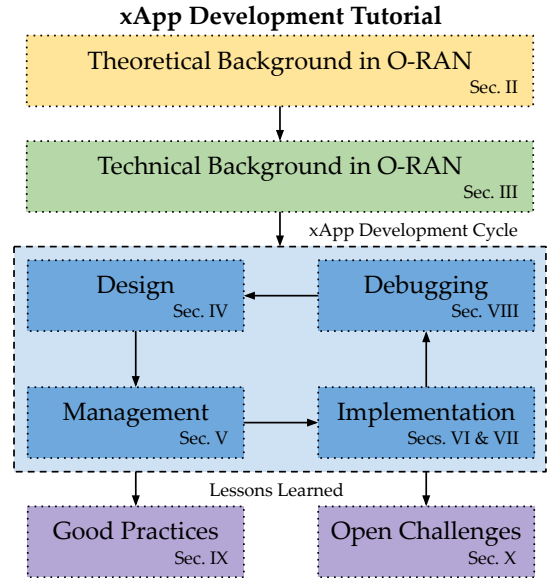 xApp Development Tutorial
Theoretical Background in O-RAN
Sec. II
Technical Background in O-RAN
Sec. III
xApp Development Cycle
Design
Sec. IV
Debugging
Sec. VIII
Management
Sec. V
Implementation
Secs. VI & VII
Lessons Learned
Good Practices
Sec. IX
Open Challenges
Sec. X